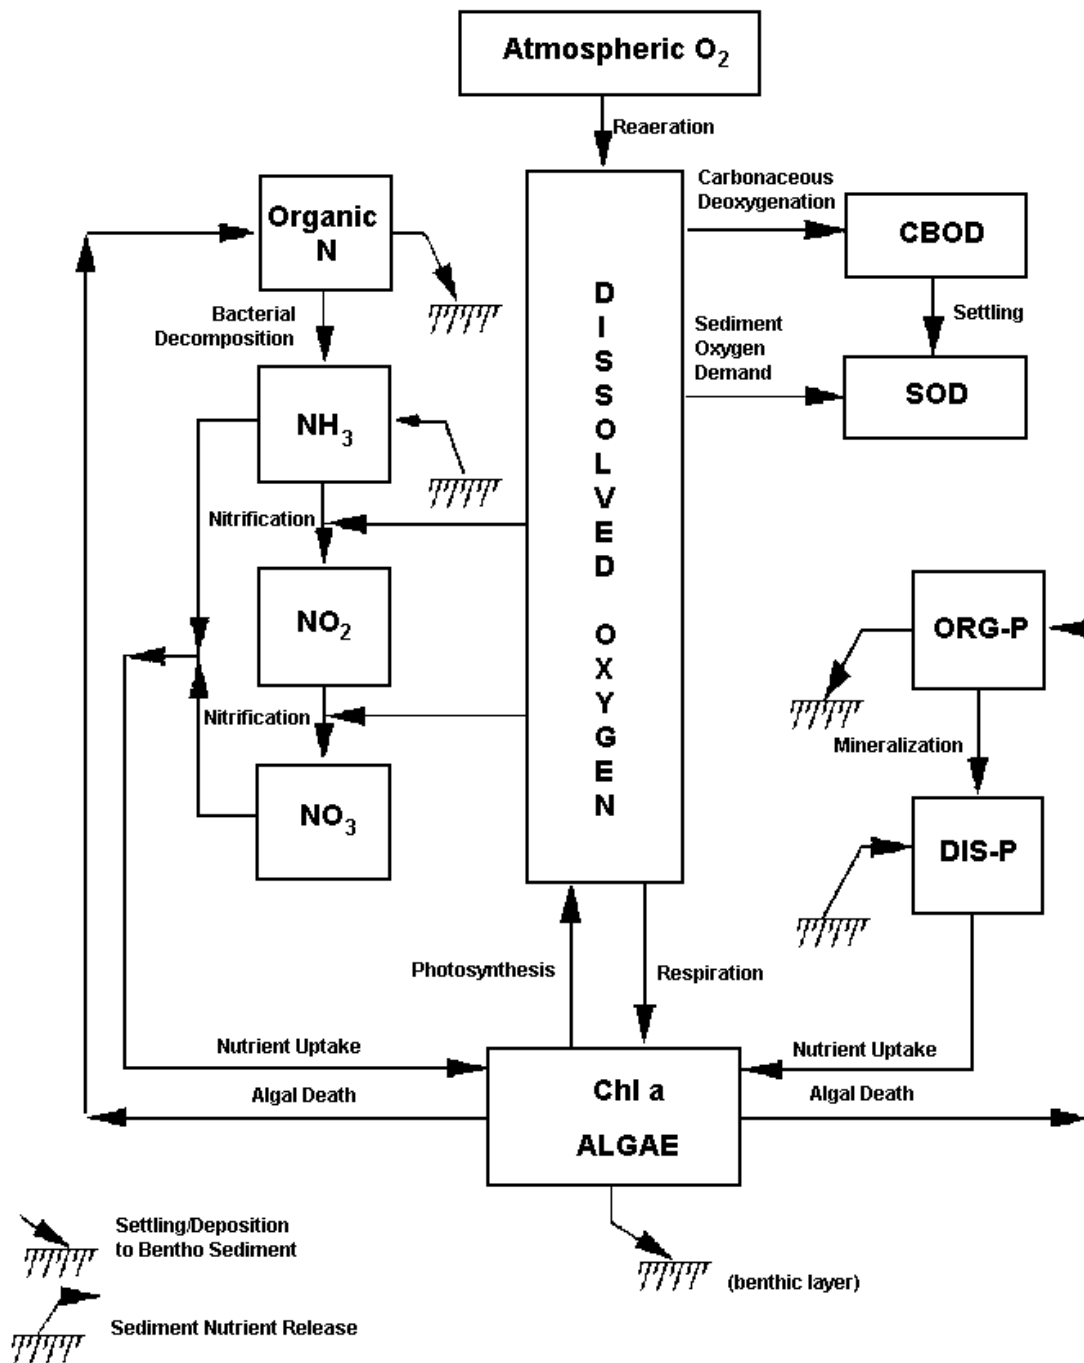 Atmospheric O₂
Reaeration
Carbonaceous
Deoxygenation
CBOD
Organic
N
Settling
Bacterial
Decomposition
Sediment
Oxygen
Demand
SOD
NH₃
DISSOLVED OXYGEN
Nitrification
NO₂
ORG-P
Nitrification
Mineralization
NO₃
DIS-P
Photosynthesis
Respiration
Nutrient Uptake
Nutrient Uptake
Algal Death
Chl a
Algal Death
ALGAE
Settling/Deposition
to Bentho Sediment
(benthic layer)
Sediment Nutrient Release